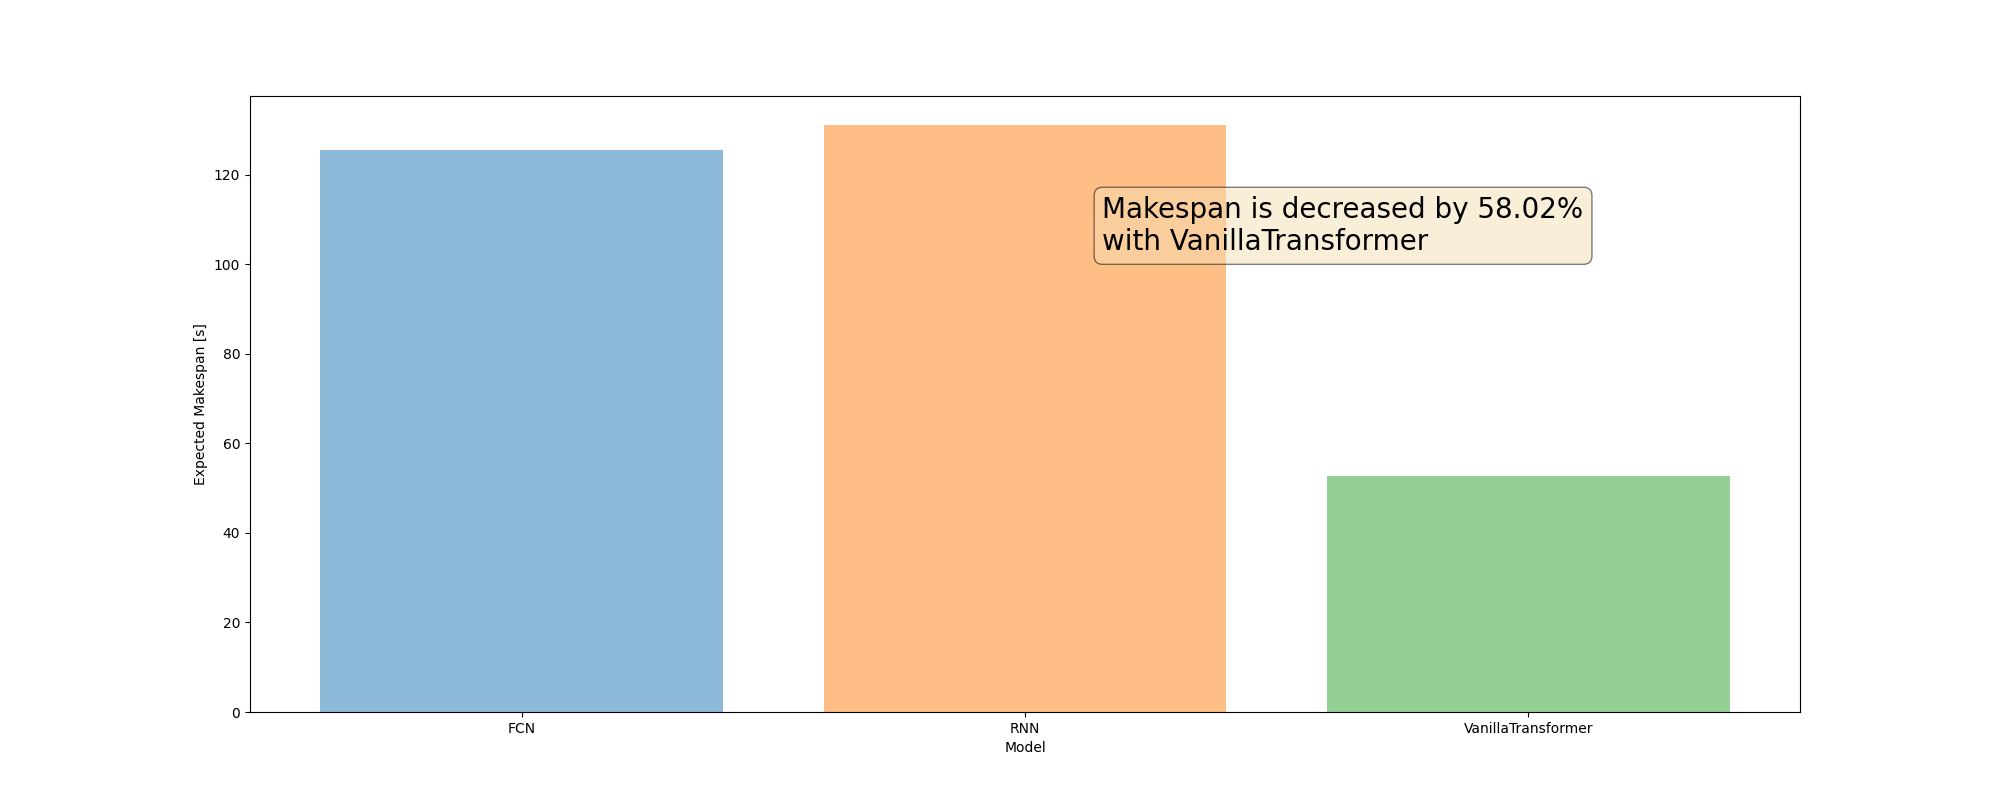 120
100
80
60
40
20
0
Expected Makespan [s]
Makespan is decreased by 58.02%
with VanillaTransformer
FCN
RNN
VanillaTransformer
Model